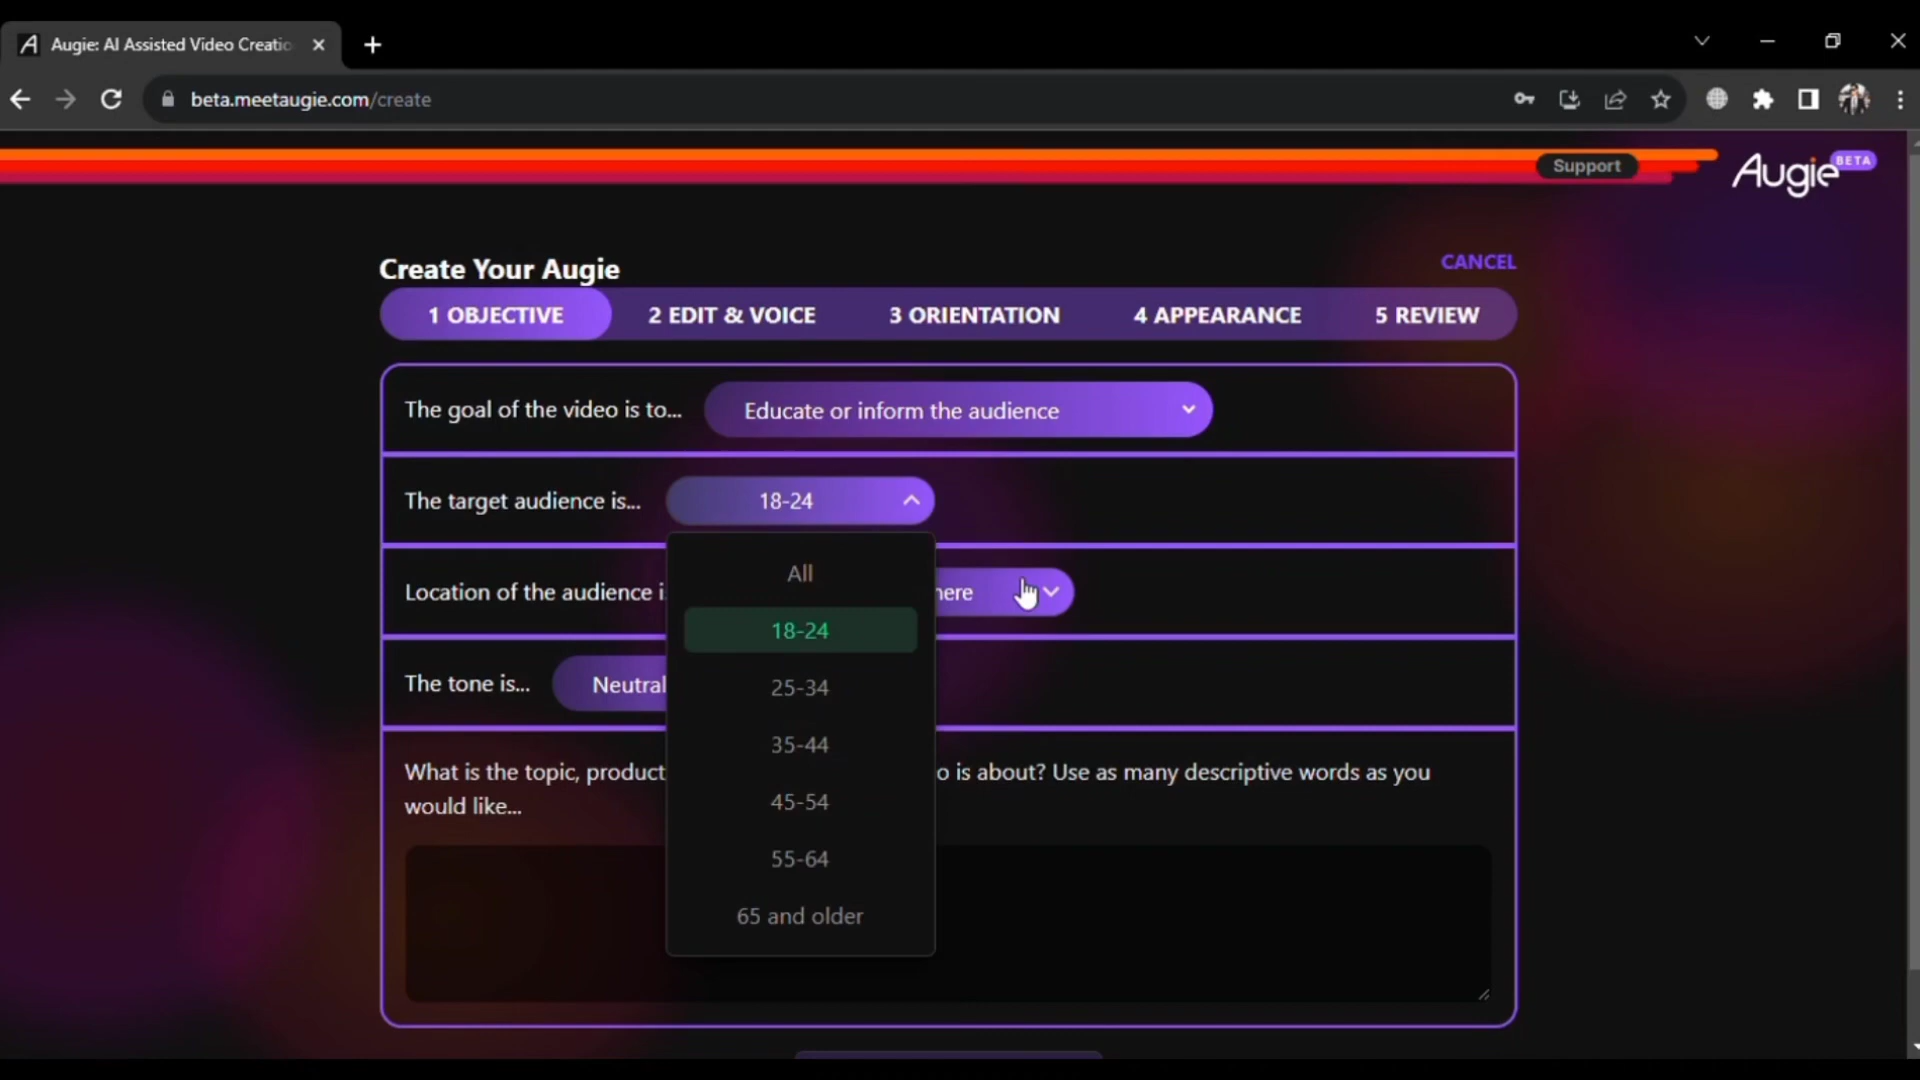 Augie: AI Assisted Video Creatio
beta.meetaugie.com/create
Support
Augie BETA
Create Your Augie
CANCEL
1 OBJECTIVE 2 EDIT & VOICE 3 ORIENTATION 4 APPEARANCE 5 REVIEW
The goal of the video is to... Educate or inform the audience
The target audience is... 18-24
All
Location of the audience i here
18-24
25-34
The tone is... Neutral
35-44
What is the topic, product o is about? Use as many descriptive words as you
would like...
45-54
55-64
65 and older